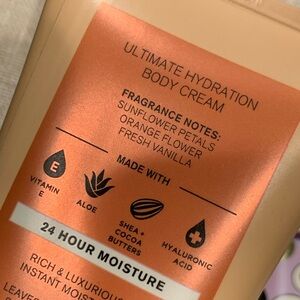 ULTIMATE HYDRATION
BODY CREAM
FRAGRANCE NOTES:
SUNFLOWER PETALS
ORANGE FLOWER
FRESH VANILLA
MADE WITH
E
VITAMIN
E
ALOE
SHEA +
COCOA
BUTTERS
HYALURONIC
ACID
24 HOUR MOISTURE
RICH & LUXURIOUS
INSTANT
LEAVES